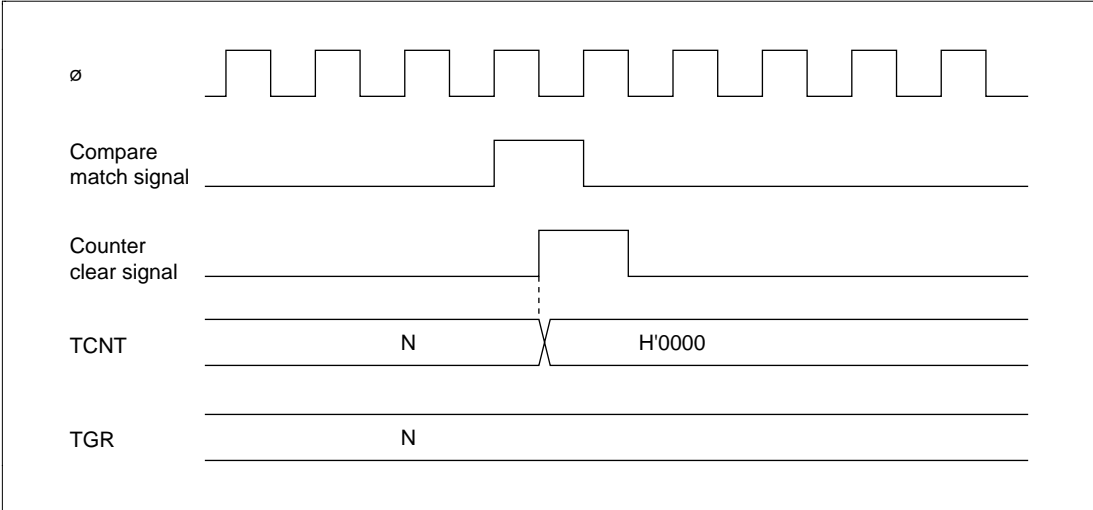 ø
Compare
match signal
Counter
clear signal
TCNT N H'0000
TGR N